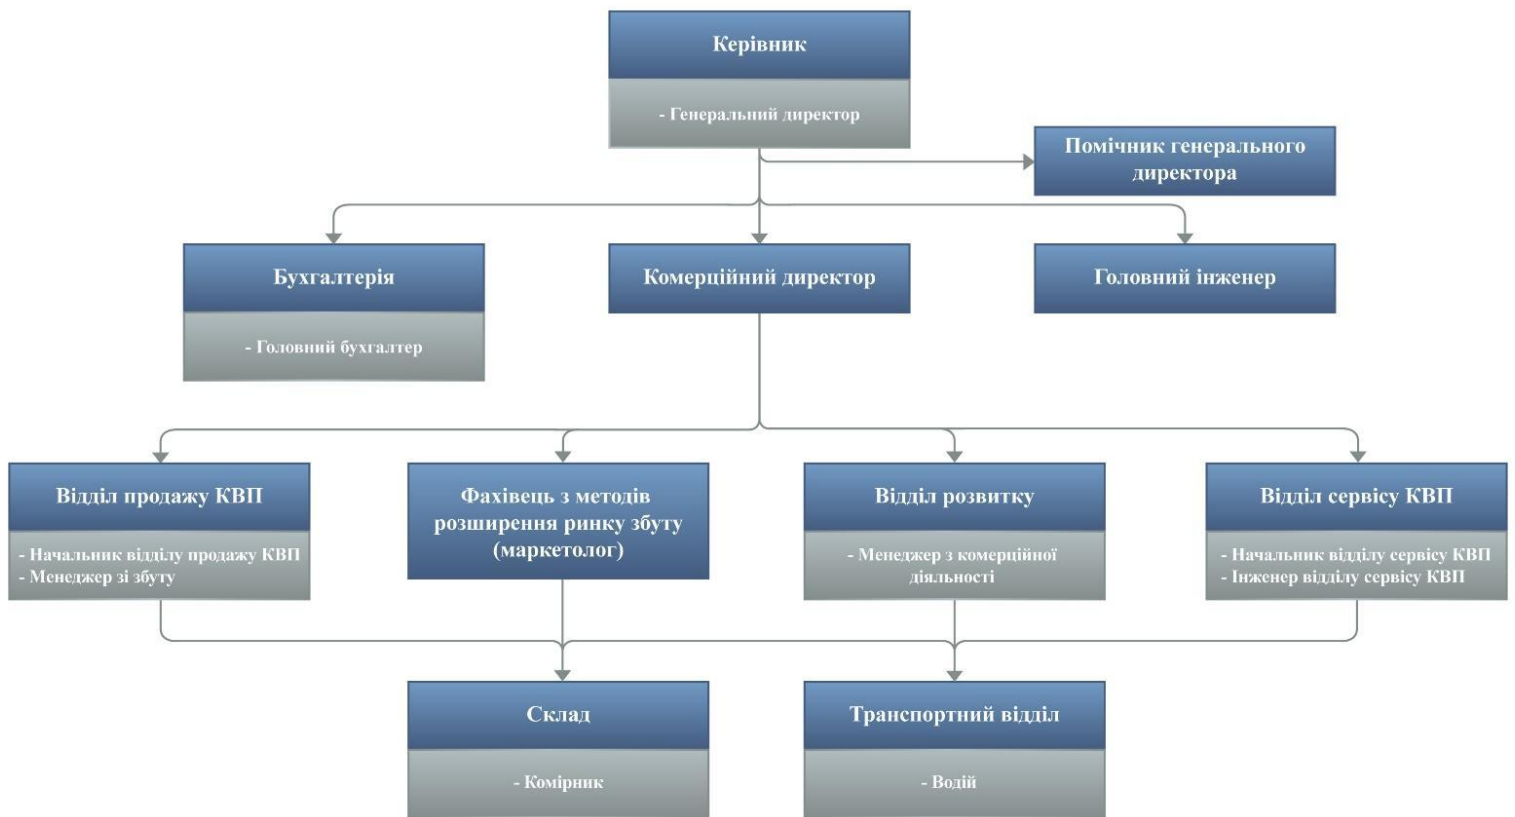 Керівник
- Генеральний директор
Помічник генерального
директора
Бухгалтерія
- Головний бухгалтер
Комерційний директор
Головний інженер
Відділ продажу КВП
- Начальник відділу продажу КВП
- Менеджер зі збуту
Фахівець з методів
розширення ринку збуту
(маркетолог)
Відділ розвитку
- Менеджер з комерційної
діяльності
Відділ сервісу КВП
- Начальник відділу сервісу КВП
- Інженер відділу сервісу КВП
Склад
- Комірник
Транспортний відділ
- Водій